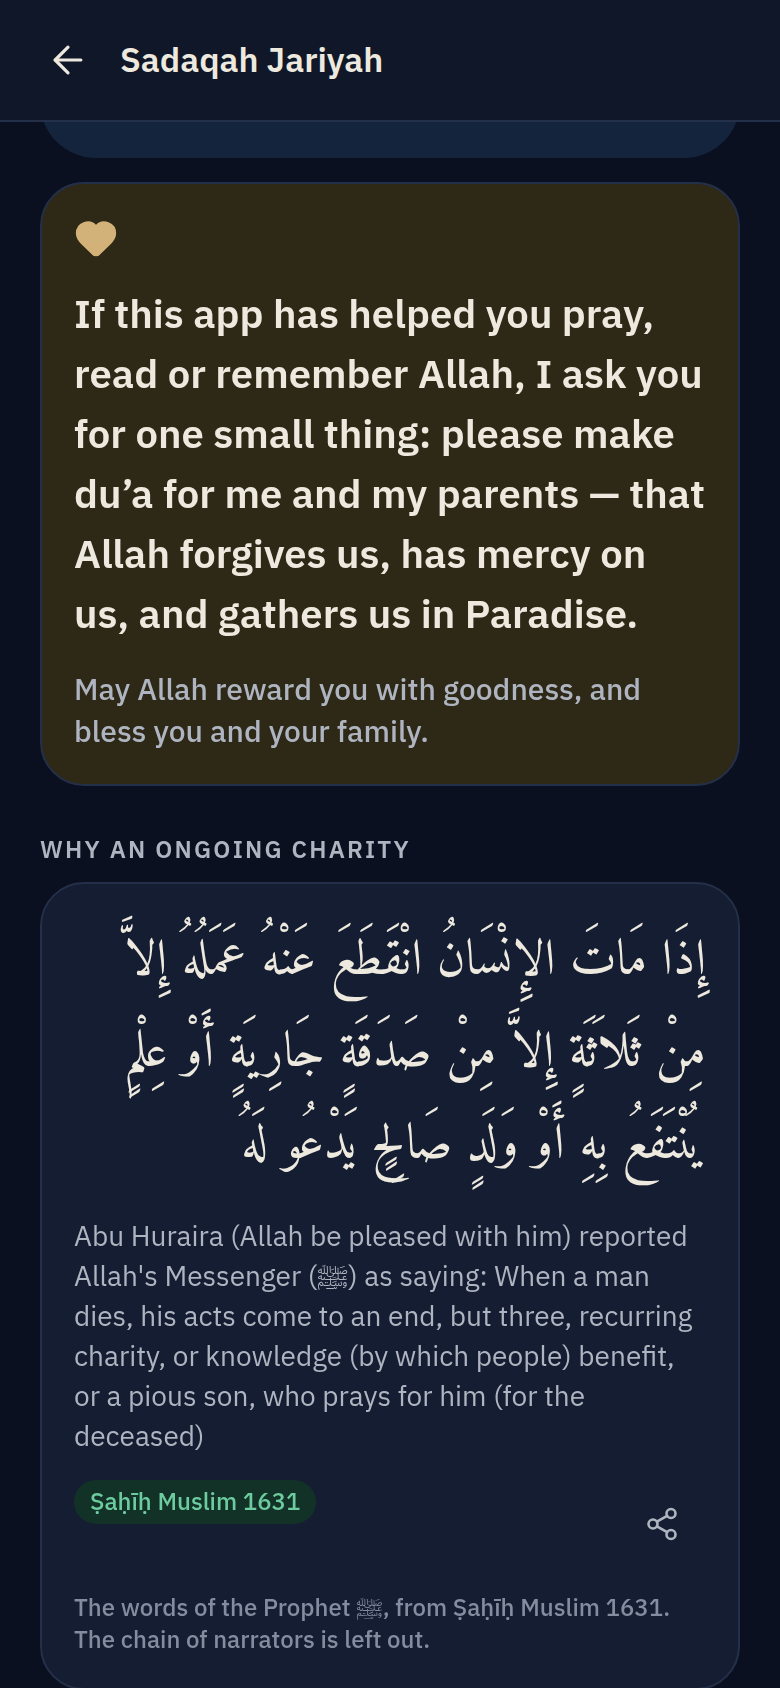 Sadaqah Jariyah
If this app has helped you pray,
read or remember Allah, I ask you
for one small thing: please make
du’a for me and my parents — that
Allah forgives us, has mercy on
us, and gathers us in Paradise.
May Allah reward you with goodness, and
bless you and your family.
WHY AN ONGOING CHARITY
إِذَا مَاتَ الإِنْسَانُ انْقَطَعَ عَنْهُ عَمَلُهُ إِلاَّ
مِنْ ثَلاَثَةٍ إِلاَّ مِنْ صَدَقَةٍ جَارِيَةٍ أَوْ عِلْمٍ
يُنْتَفَعُ بِهِ أَوْ وَلَدٍ صَالِحٍ يَدْعُو لَهُ
Abu Huraira (Allah be pleased with him) reported
Allah's Messenger (ﷺ) as saying: When a man
dies, his acts come to an end, but three, recurring
charity, or knowledge (by which people) benefit,
or a pious son, who prays for him (for the
deceased)
Ṣaḥīḥ Muslim 1631
The words of the Prophet ﷺ, from Ṣaḥīḥ Muslim 1631.
The chain of narrators is left out.